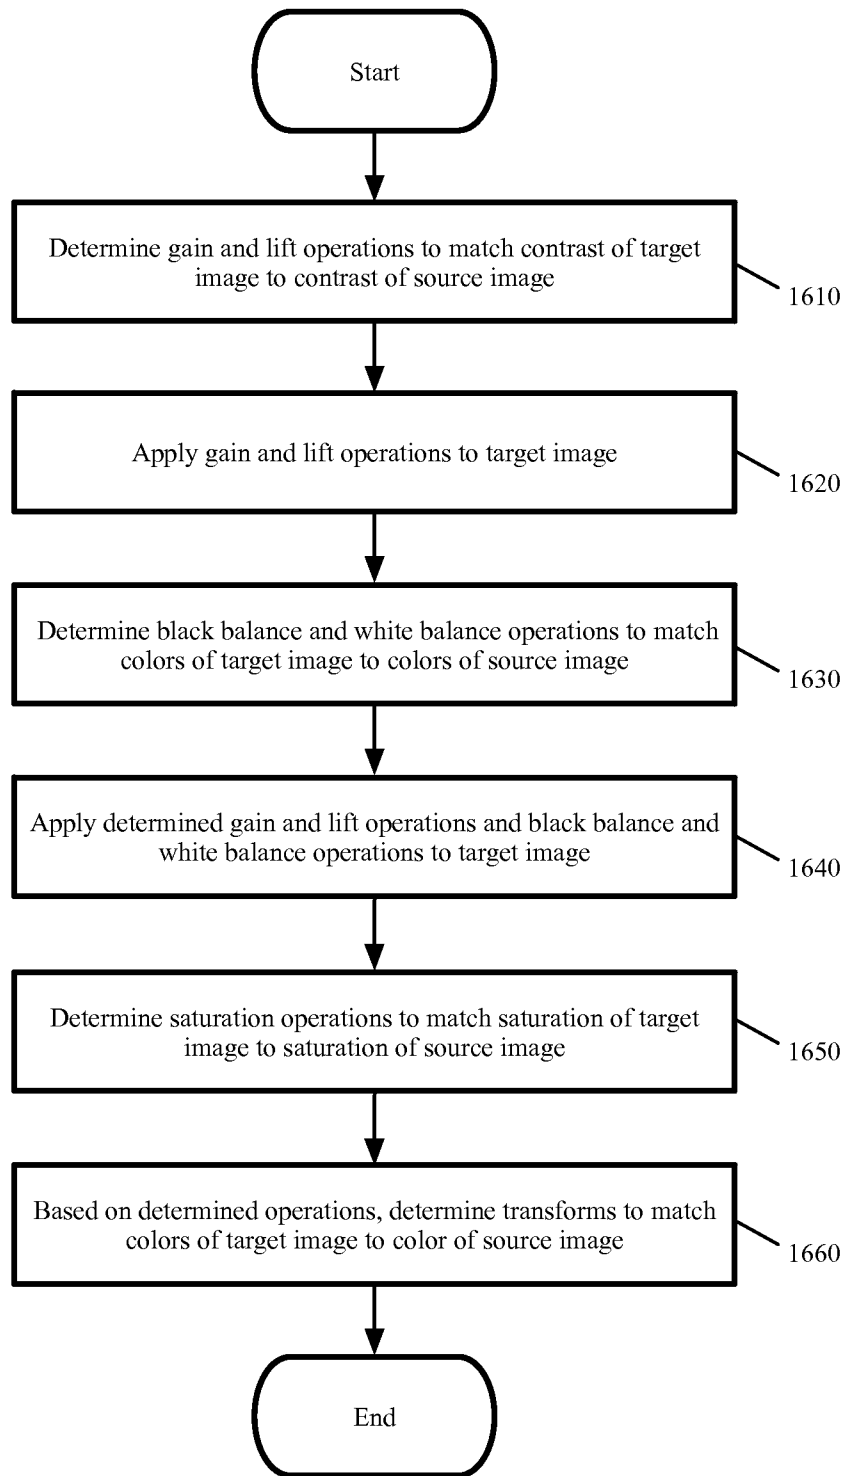 Start
Determine gain and lift operations to match contrast of target
image to contrast of source image
1610
Apply gain and lift operations to target image
1620
Determine black balance and white balance operations to match
colors of target image to colors of source image
1630
Apply determined gain and lift operations and black balance and
white balance operations to target image
1640
Determine saturation operations to match saturation of target
image to saturation of source image
1650
Based on determined operations, determine transforms to match
colors of target image to color of source image
1660
End